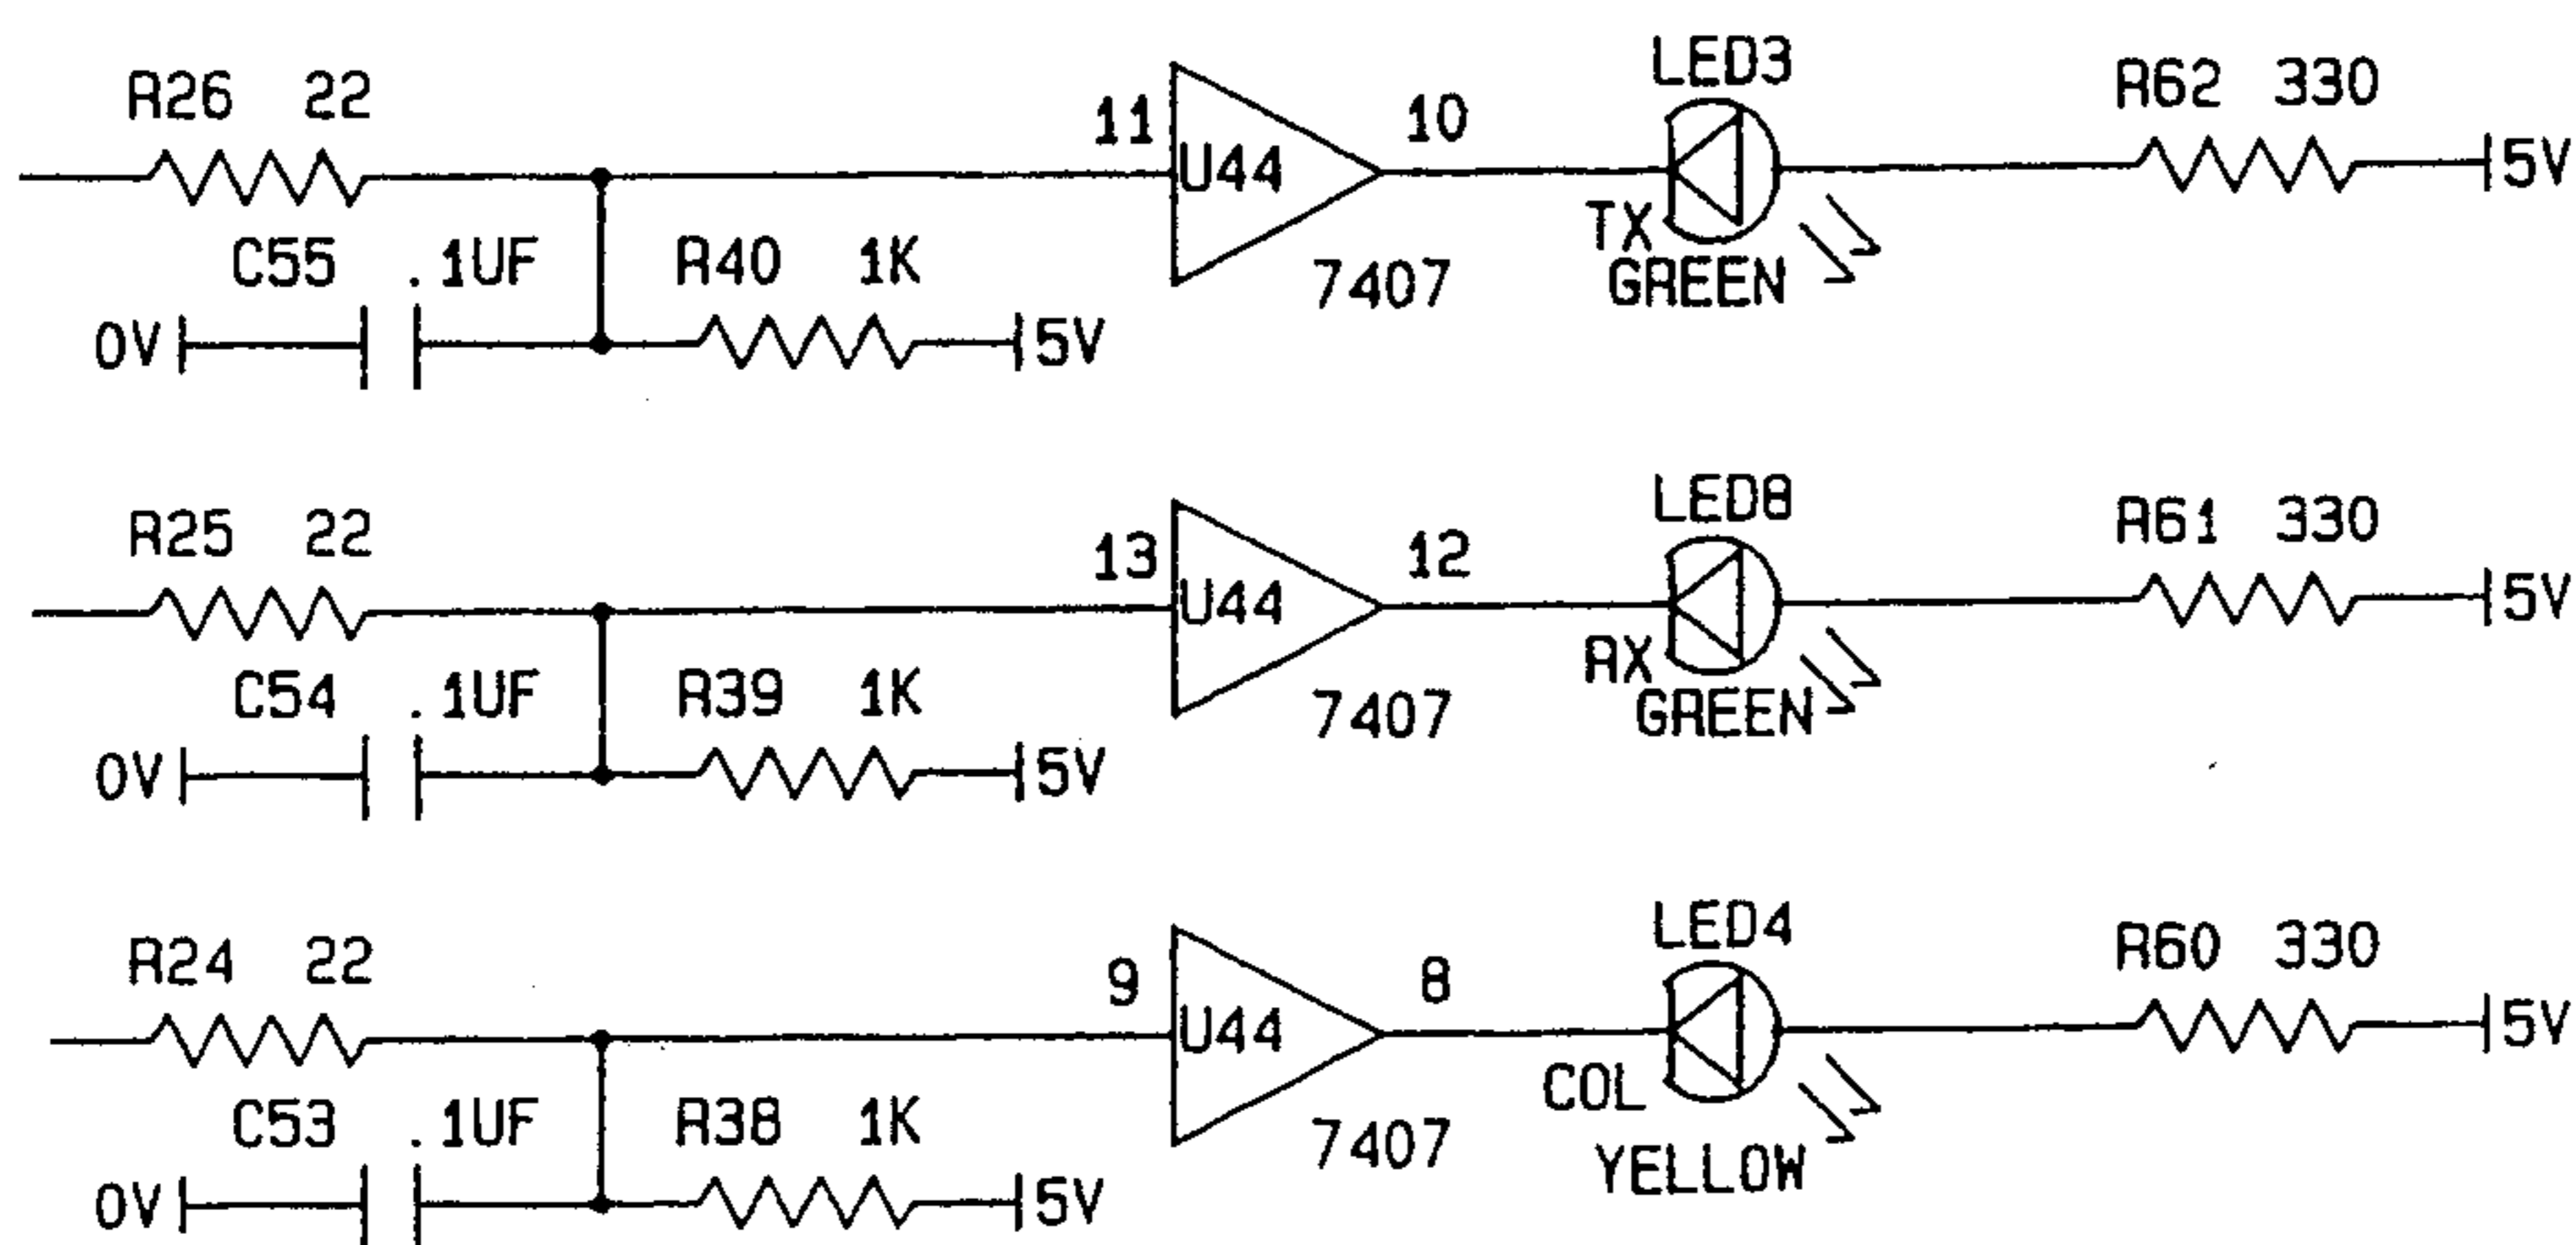 LED3
R26 22
11
10
R62 330
U44
5V
TX
C55 .1UF
R40 1K
7407
GREEN
0V
5V
LED8
R25 22
13
12
R61 330
U44
5V
RX
C54 .1UF
R39 1K
7407
GREEN
0V
5V
LED4
R24 22
9
8
R60 330
U44
5V
COL
C53 .1UF
R38 1K
7407
YELLOW
0V
5V